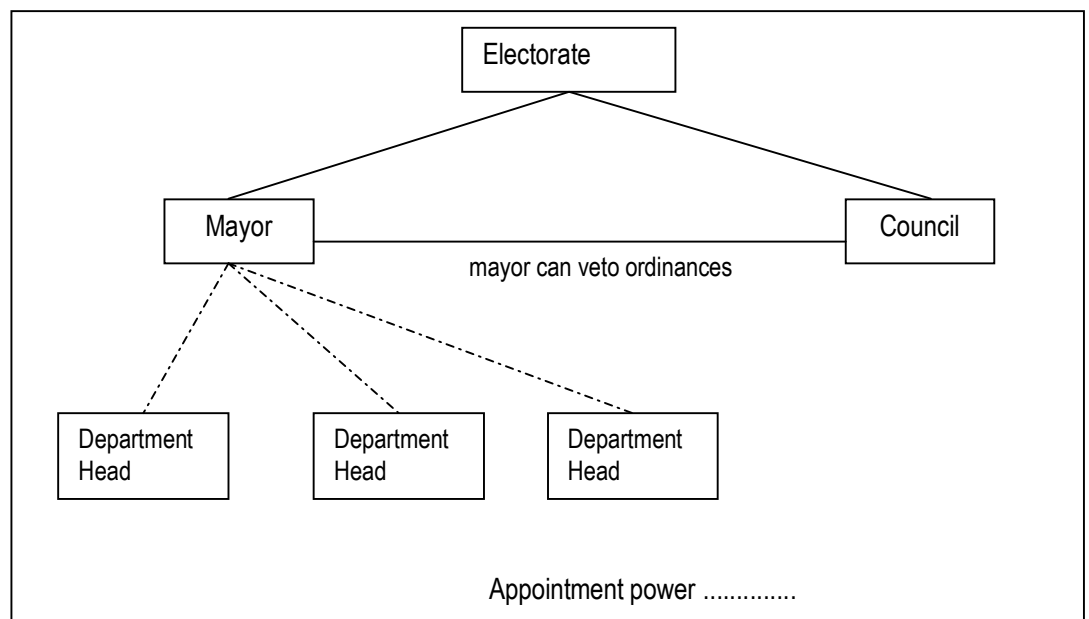 Electorate
Mayor
Council
mayor can veto ordinances
Department
Head
Department
Head
Department
Head
Appointment power ..............